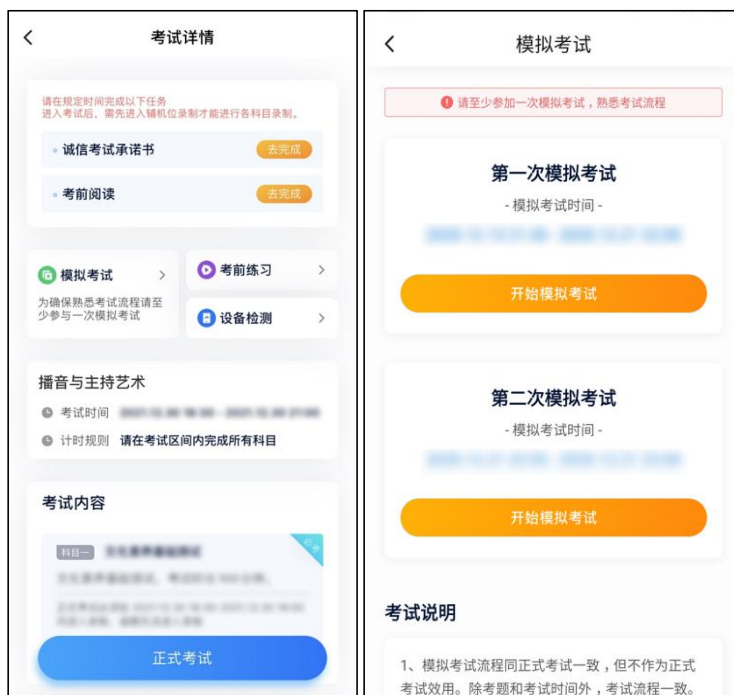 考试详情
请在规定时间完成以下任务
进入考试后，需先进入辅机位录制才能进行各科目录制。
诚信考试承诺书
去完成
考前阅读
去完成
模拟考试
为确保熟悉考试流程请至
少参与一次模拟考试
考前练习
设备检测
播音与主持艺术
考试时间
计时规则 请在考试区间内完成所有科目
考试内容
科目一
必考
正式考试
模拟考试
请至少参加一次模拟考试，熟悉考试流程
第一次模拟考试
- 模拟考试时间 -
开始模拟考试
第二次模拟考试
- 模拟考试时间 -
开始模拟考试
考试说明
1、模拟考试流程同正式考试一致，但不作为正式
考试效用。除考题和考试时间外，考试流程一致。